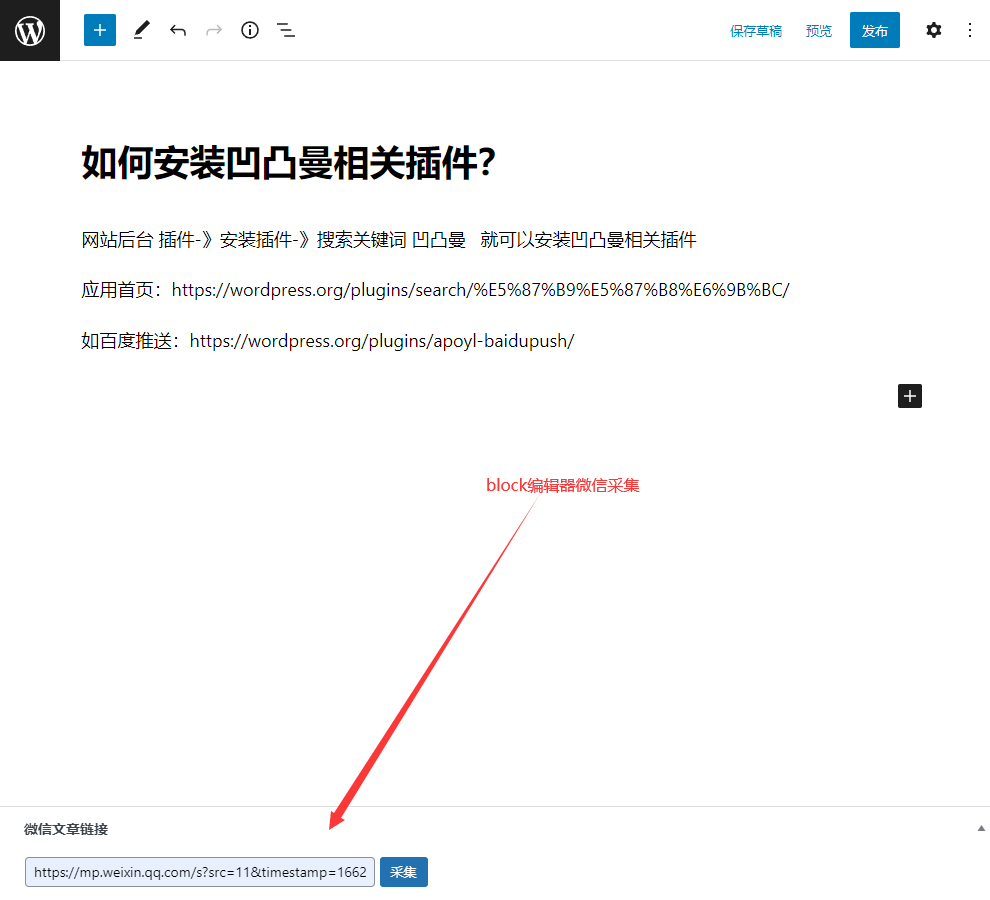 保存草稿 预览 发布
如何安装凹凸曼相关插件？
网站后台 插件-》安装插件-》搜索关键词 凹凸曼 就可以安装凹凸曼相关插件
应用首页：https://wordpress.org/plugins/search/%E5%87%B9%E5%87%B8%E6%9B%BC/
如百度推送：https://wordpress.org/plugins/apoyl-baidupush/
block编辑器微信采集
微信文章链接
https://mp.weixin.qq.com/s?src=11&timestamp=1662 采集